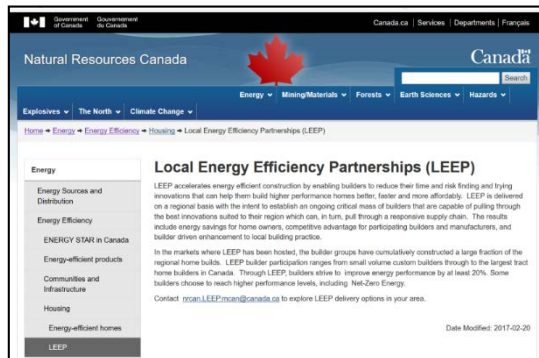 Government of Canada
Gouvernement du Canada
Canada.ca | Services | Departments | Français
Natural Resources Canada
Canada
Search
Energy Mining/Materials Forests Earth Sciences Hazards
Explosives The North Climate Change
Home → Energy → Energy Efficiency → Housing → Local Energy Efficiency Partnerships (LEEP)
Energy
Energy Sources and
Distribution
Energy Efficiency
ENERGY STAR in Canada
Energy-efficient products
Communities and
Infrastructure
Housing
Energy-efficient homes
LEEP
Local Energy Efficiency Partnerships (LEEP)
LEEP accelerates energy efficient construction by enabling builders to reduce their time and risk finding and trying
innovations that can help them build higher performance homes better, faster and more affordably. LEEP is delivered
on a regional basis with the intent to establish an ongoing critical mass of builders that are capable of pulling through
the best innovations suited to their region which can, in turn, pull through a responsive supply chain. The results
include energy savings for home owners, competitive advantage for participating builders and manufacturers, and
builder driven enhancement to local building practice.
In the markets where LEEP has been hosted, the builder groups have cumulatively constructed a large fraction of the
regional home builds. LEEP builder participation ranges from small volume custom builders through to the largest tract
home builders in Canada. Through LEEP, builders strive to improve energy performance by at least 20%. Some
builders choose to reach higher performance levels, including Net-Zero Energy.
Contact nrcan.LEEP.rncan@canada.ca to explore LEEP delivery options in your area.
Date Modified: 2017-02-20